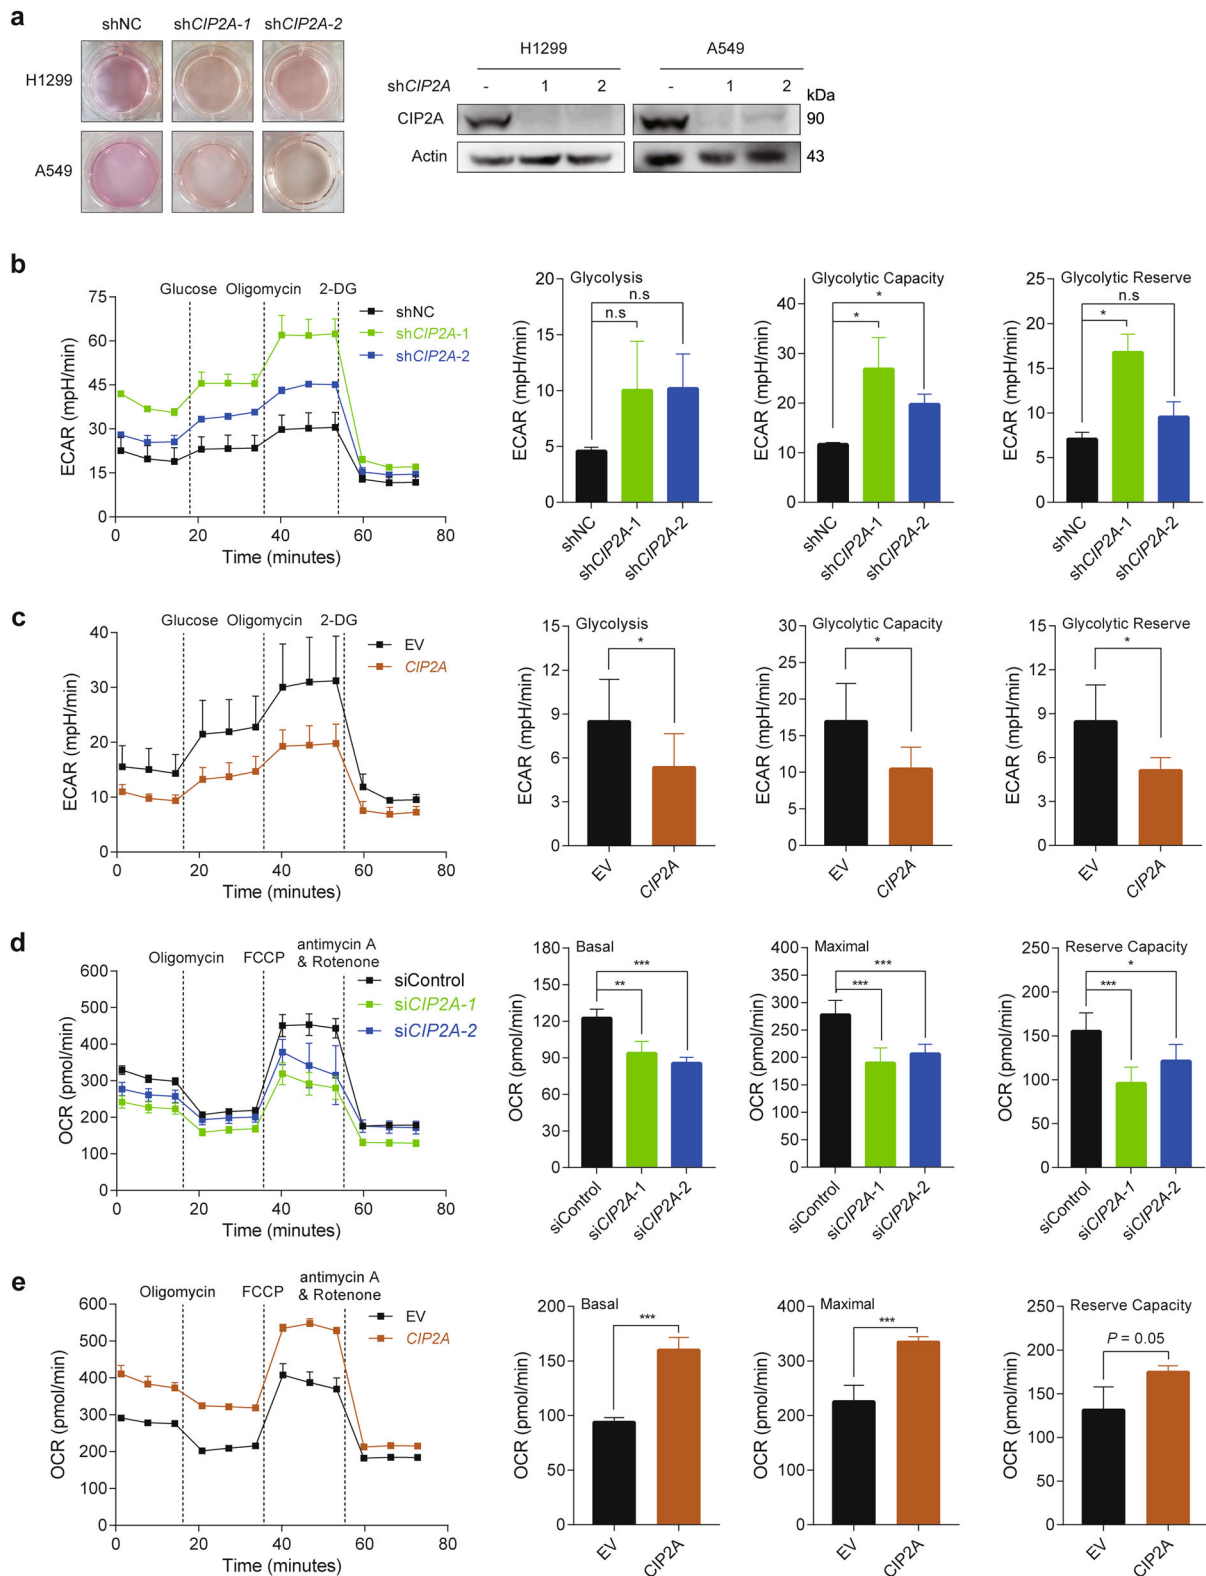 a
shNC shCIP2A-1 shCIP2A-2
H1299
A549
H1299 A549
shCIP2A - 1 2 - 1 2 kDa
CIP2A 90
Actin 43
b
Glucose Oligomycin 2-DG
shNC
shCIP2A-1
shCIP2A-2
ECAR (mpH/min)
75
60
45
30
15
0
0 20 40 60 80
Time (minutes)
Glycolysis
n.s
n.s
ECAR (mpH/min)
20
15
10
5
0
shNC shCIP2A-1 shCIP2A-2
Glycolytic Capacity
*
*
ECAR (mpH/min)
40
30
20
10
0
shNC shCIP2A-1 shCIP2A-2
Glycolytic Reserve
n.s
*
ECAR (mpH/min)
25
20
15
10
5
0
shNC shCIP2A-1 shCIP2A-2
c
Glucose Oligomycin 2-DG
EV
CIP2A
ECAR (mpH/min)
40
30
20
10
0
0 20 40 60 80
Time (minutes)
Glycolysis
*
ECAR (mpH/min)
15
12
9
6
3
0
EV CIP2A
Glycolytic Capacity
*
ECAR (mpH/min)
30
25
20
15
10
5
0
EV CIP2A
Glycolytic Reserve
*
ECAR (mpH/min)
15
12
9
6
3
0
EV CIP2A
d
Oligomycin FCCP antimycin A
& Rotenone
siControl
siCIP2A-1
siCIP2A-2
OCR (pmol/min)
600
500
400
300
200
100
0
0 20 40 60 80
Time (minutes)
Basal
***
**
OCR (pmol/min)
180
150
120
90
60
30
0
siControl siCIP2A-1 siCIP2A-2
Maximal
***
***
OCR (pmol/min)
400
350
300
250
200
150
100
50
0
siControl siCIP2A-1 siCIP2A-2
Reserve Capacity
*
***
OCR (pmol/min)
250
200
150
100
50
0
siControl siCIP2A-1 siCIP2A-2
e
Oligomycin FCCP antimycin A
& Rotenone
EV
CIP2A
OCR (pmol/min)
600
500
400
300
200
100
0
0 20 40 60 80
Time (minutes)
Basal
***
OCR (pmol/min)
200
150
100
50
0
EV CIP2A
Maximal
***
OCR (pmol/min)
400
300
200
100
0
EV CIP2A
Reserve Capacity
P = 0.05
OCR (pmol/min)
250
200
150
100
50
0
EV CIP2A